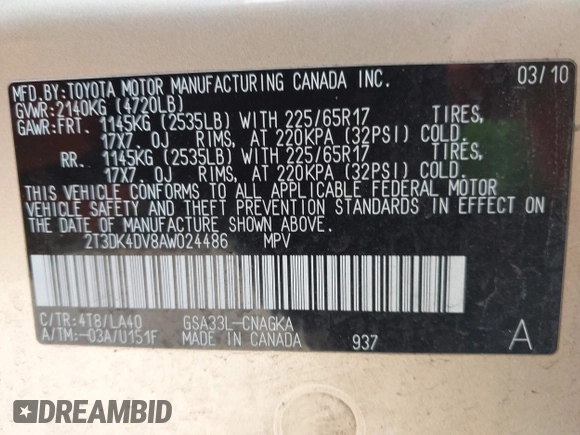 MFD.BY:TOYOTA MOTOR MANUFACTURING CANADA INC. 03/10
GVWR:2140KG (4720LB)
GAWR:FRT. 1145KG (2535LB) WITH 225/65R17 TIRES,
17X7. 0J RIMS, AT 220KPA (32PSI) COLD.
RR. 1145KG (2535LB) WITH 225/65R17 TIRES,
17X7. 0J RIMS, AT 220KPA (32PSI) COLD.
THIS VEHICLE CONFORMS TO ALL APPLICABLE FEDERAL MOTOR
VEHICLE SAFETY AND THEFT PREVENTION STANDARDS IN EFFECT ON
THE DATE OF MANUFACTURE SHOWN ABOVE.
2T3DK4DV8AW024486 MPV
C/TR:4T8/LA40 GSA33L-CNAGKA
A/TM:-03A/U151F MADE IN CANADA 937 A
DREAMBID